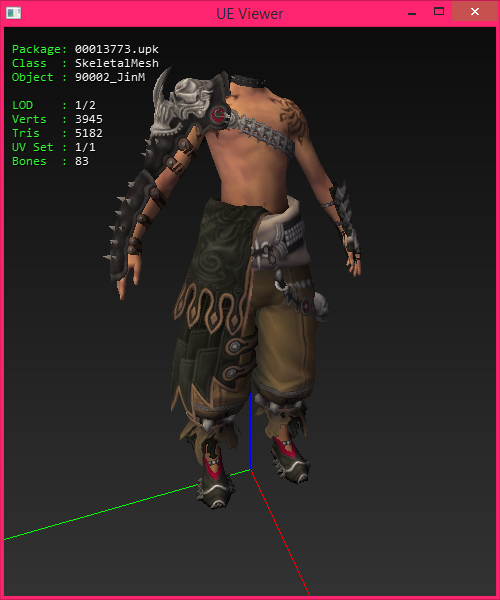 UE Viewer
Package: 00013773.upk
Class  : SkeletalMesh
Object : 90002_JinM
LOD    : 1/2
Verts  : 3945
Tris   : 5182
UV Set : 1/1
Bones  : 83